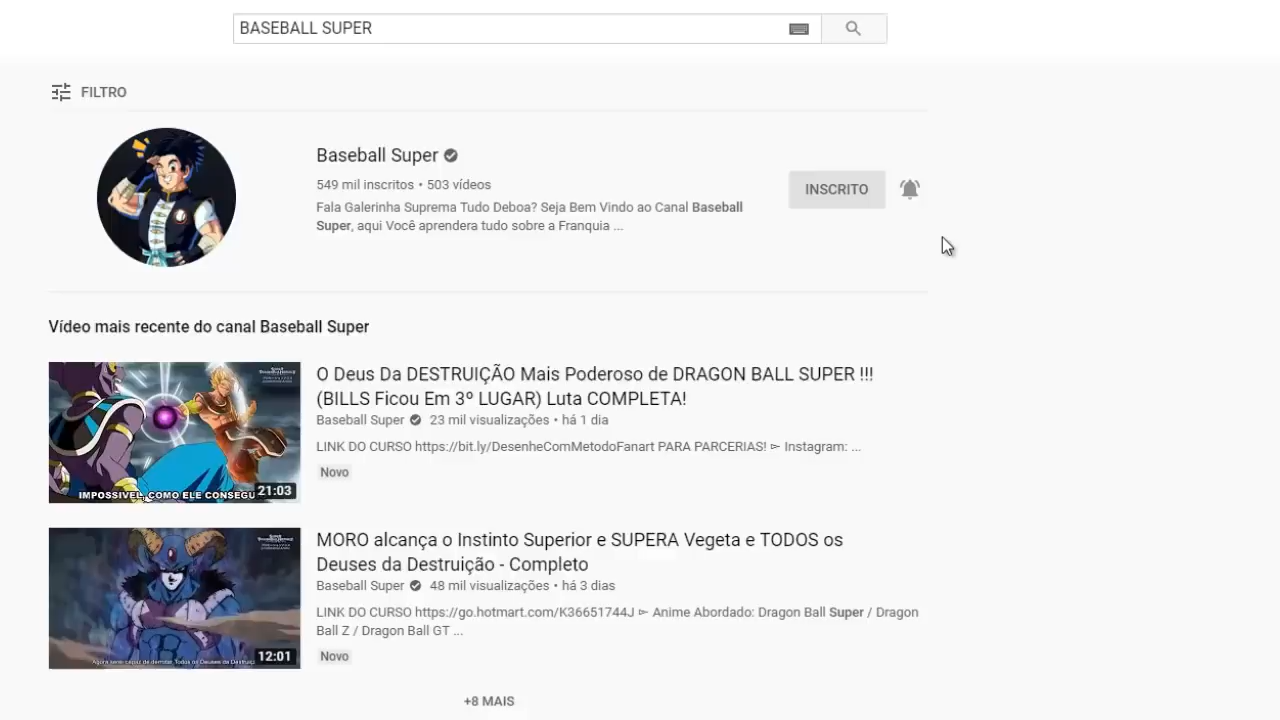 BASEBALL SUPER
FILTRO
Baseball Super
549 mil inscritos • 503 vídeos
INSCRITO
Fala Galerinha Suprema Tudo Deboa? Seja Bem Vindo ao Canal Baseball
Super, aqui Você aprendera tudo sobre a Franquia ...
Vídeo mais recente do canal Baseball Super
O Deus Da DESTRUIÇÃO Mais Poderoso de DRAGON BALL SUPER !!!
(BILLS Ficou Em 3º LUGAR) Luta COMPLETA!
Baseball Super 23 mil visualizações • há 1 dia
LINK DO CURSO https://bit.ly/DesenheComMetodoFanart PARA PARCERIAS! ► Instagram: ...
Novo
IMPOSSIVEL, COMO ELE CONSEGU
21:03
MORO alcança o Instinto Superior e SUPERA Vegeta e TODOS os
Deuses da Destruição - Completo
Baseball Super 48 mil visualizações • há 3 dias
LINK DO CURSO https://go.hotmart.com/K36651744J ► Anime Abordado: Dragon Ball Super / Dragon
Ball Z / Dragon Ball GT ...
Novo
12:01
+8 MAIS